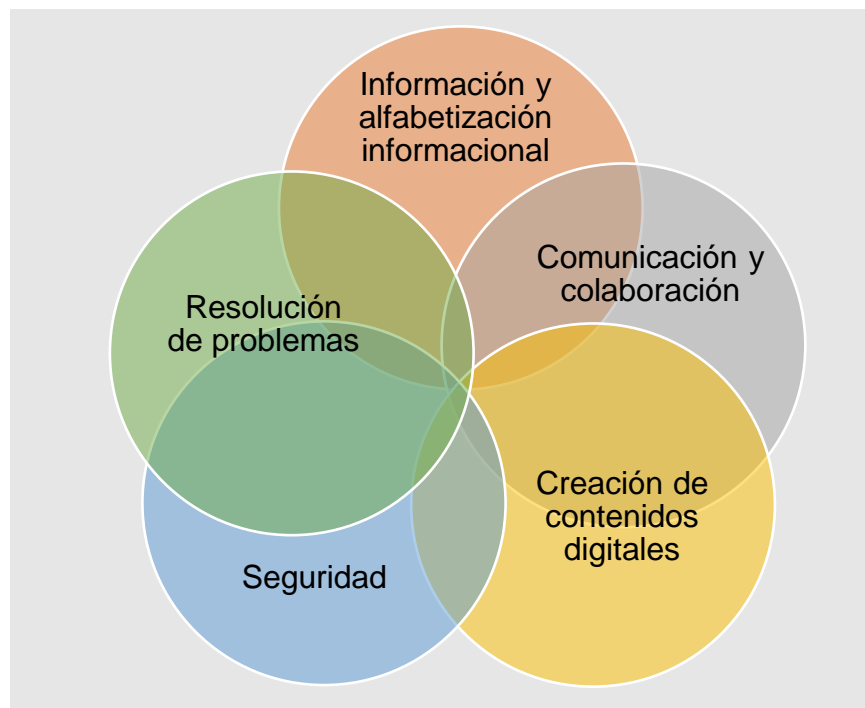 Información y
alfabetización
informacional
Comunicación y
colaboración
Resolución
de problemas
Creación de
contenidos
digitales
Seguridad